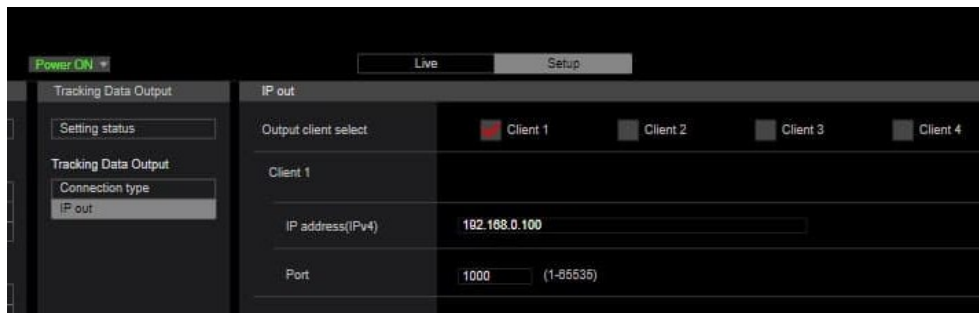 Power ON
Live Setup
Tracking Data Output
IP out
Setting status
Output client select Client 1 Client 2 Client 3 Client 4
Tracking Data Output
Client 1
Connection type
IP out
IP address(IPv4) 192.168.0.100
Port 1000 (1-65535)